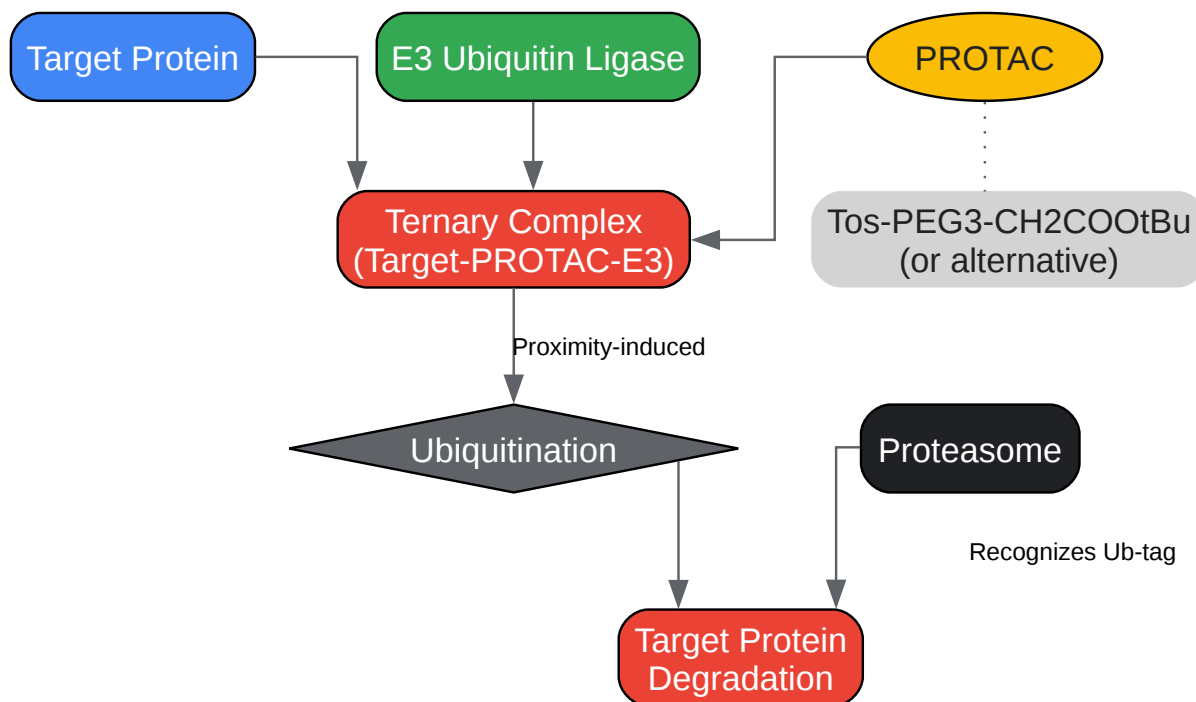 Target Protein
E3 Ubiquitin Ligase
PROTAC
Ternary Complex
(Target-PROTAC-E3)
Tos-PEG3-CH2COOtBu
(or alternative)
Proximity-induced
Ubiquitination
Proteasome
Recognizes Ub-tag
Target Protein
Degradation